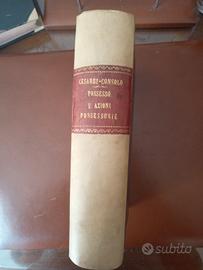 CESAREO-CONSOLO
POSSESSO
E AZIONI
POSSESSORIE
subito